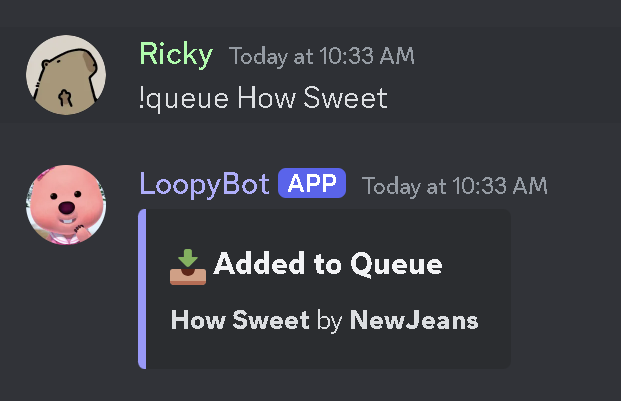 Ricky Today at 10:33 AM
!queue How Sweet
LoopyBot APP Today at 10:33 AM
Added to Queue
How Sweet by NewJeans